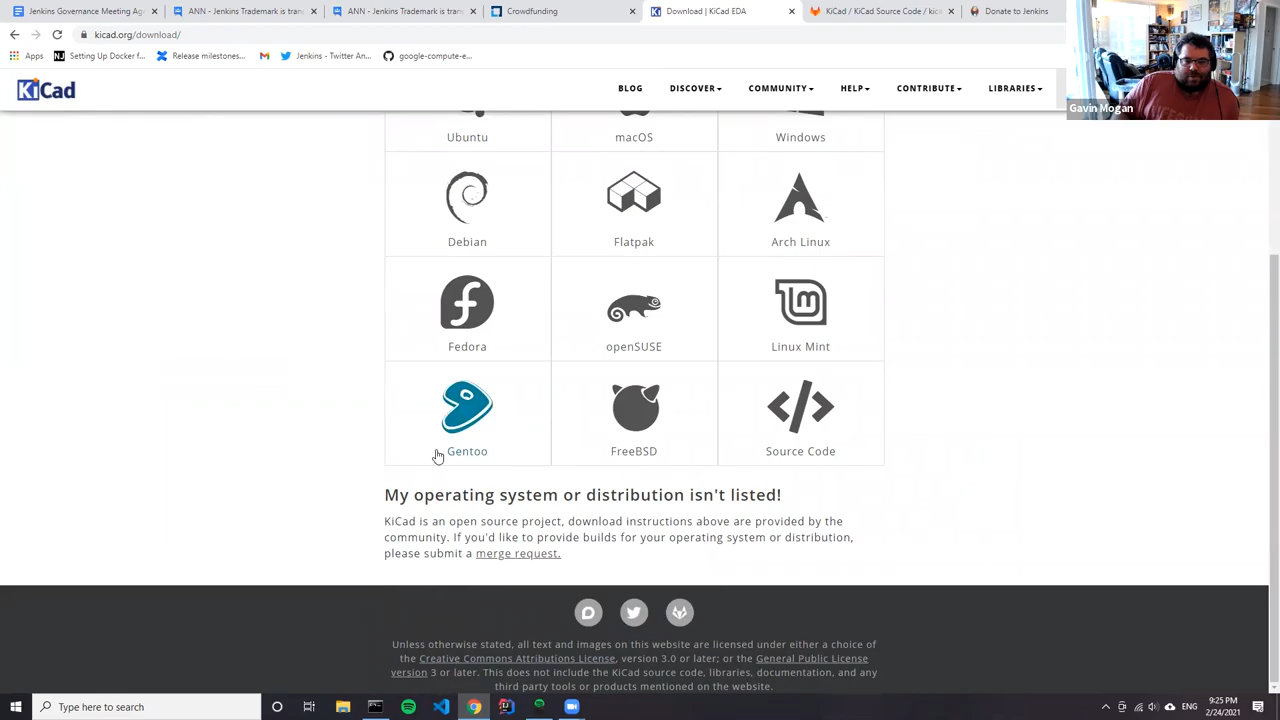 Jenkins Governance Meeting Ag
ANN - Jenkins Trademark is tran
ANN - Jenkins Trademark is tran
Crowdfunding
Download | KiCad EDA
KiCad / KiCad Source Code / kica
Donate to Jenkins
kicad.org/download/
Apps
Setting Up Docker f...
Release milestones...
Jenkins - Twitter An...
google-compute-e...
KiCad
BLOG
DISCOVER
COMMUNITY
HELP
CONTRIBUTE
LIBRARIES
Gavin Mogan
Ubuntu
macOS
Windows
Debian
Flatpak
Arch Linux
Fedora
openSUSE
Linux Mint
Gentoo
FreeBSD
Source Code
My operating system or distribution isn't listed!
KiCad is an open source project, download instructions above are provided by the
community. If you'd like to provide builds for your operating system or distribution,
please submit a merge request.
Unless otherwise stated, all text and images on this website are licensed under either a choice of
the Creative Commons Attributions License, version 3.0 or later; or the General Public License
version 3 or later. This does not include the KiCad source code, libraries, documentation, and any
third party tools or products mentioned on the website.
Type here to search
9:25 PM
2/24/2021